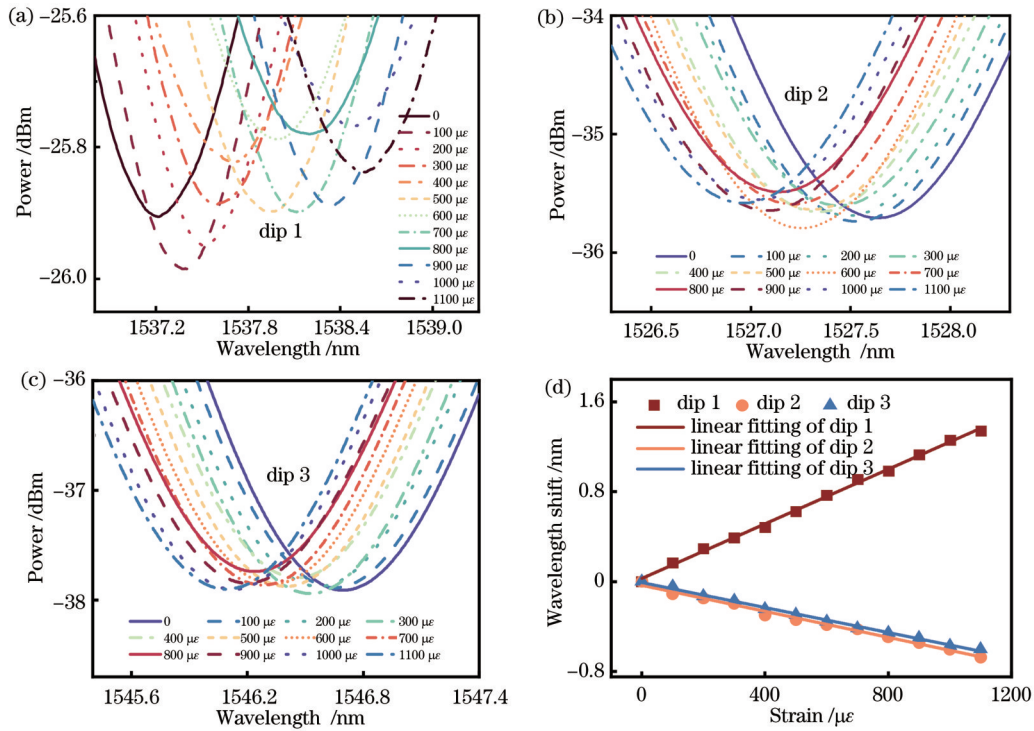 (a)
−25.6
−25.8
−26.0
Power /dBm
dip 1
0
100 με
200 με
300 με
400 με
500 με
600 με
700 με
800 με
900 με
1000 με
1100 με
1537.2 1537.8 1538.4 1539.0
Wavelength /nm
(b)
−34
−35
−36
Power /dBm
dip 2
0 100 με 200 με 300 με
400 με 500 με 600 με 700 με
800 με 900 με 1000 με 1100 με
1526.5 1527.0 1527.5 1528.0
Wavelength /nm
(c)
−36
−37
−38
Power /dBm
dip 3
0 100 με 200 με 300 με
400 με 500 με 600 με 700 με
800 με 900 με 1000 με 1100 με
1545.6 1546.2 1546.8 1547.4
Wavelength /nm
(d)
1.6
0.8
0
−0.8
Wavelength shift /nm
dip 1 dip 2 dip 3
linear fitting of dip 1
linear fitting of dip 2
linear fitting of dip 3
0 400 800 1200
Strain /με